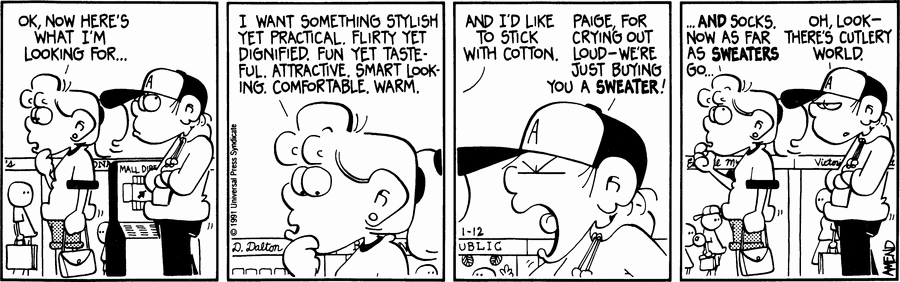 OK, NOW HERE'S
WHAT I'M
LOOKING FOR...
A
'S
MALL DIRE
I WANT SOMETHING STYLISH
YET PRACTICAL. FLIRTY YET
DIGNIFIED. FUN YET TASTE-
FUL. ATTRACTIVE. SMART LOOK-
ING. COMFORTABLE. WARM.
© 1991 Universal Press Syndicate
D. Dalton
AND I'D LIKE
TO STICK
WITH COTTON.
PAIGE, FOR
CRYING OUT
LOUD—WE'RE
JUST BUYING
YOU A SWEATER!
A
1-12
UBLIC
...AND SOCKS.
NOW AS FAR
AS SWEATERS
GO...
OH, LOOK—
THERE'S CUTLERY
WORLD.
Victor
AMEND